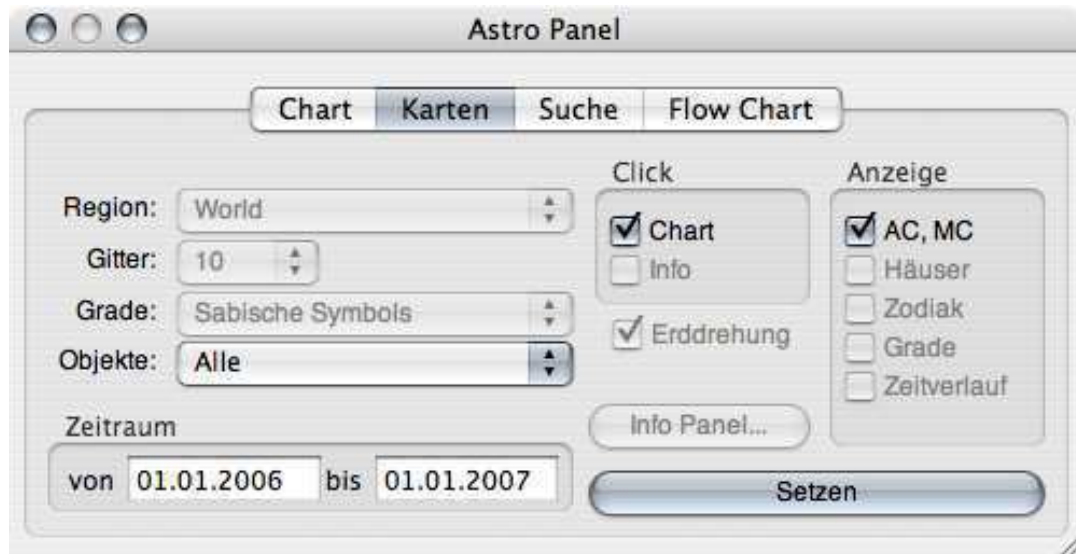 Astro Panel
Chart Karten Suche Flow Chart
Region: World
Gitter: 10
Grade: Sabische Symbols
Objekte: Alle
Zeitraum
von 01.01.2006 bis 01.01.2007
Click
Chart
Info
Erddrehung
Info Panel...
Anzeige
AC, MC
Häuser
Zodiak
Grade
Zeitverlauf
Setzen